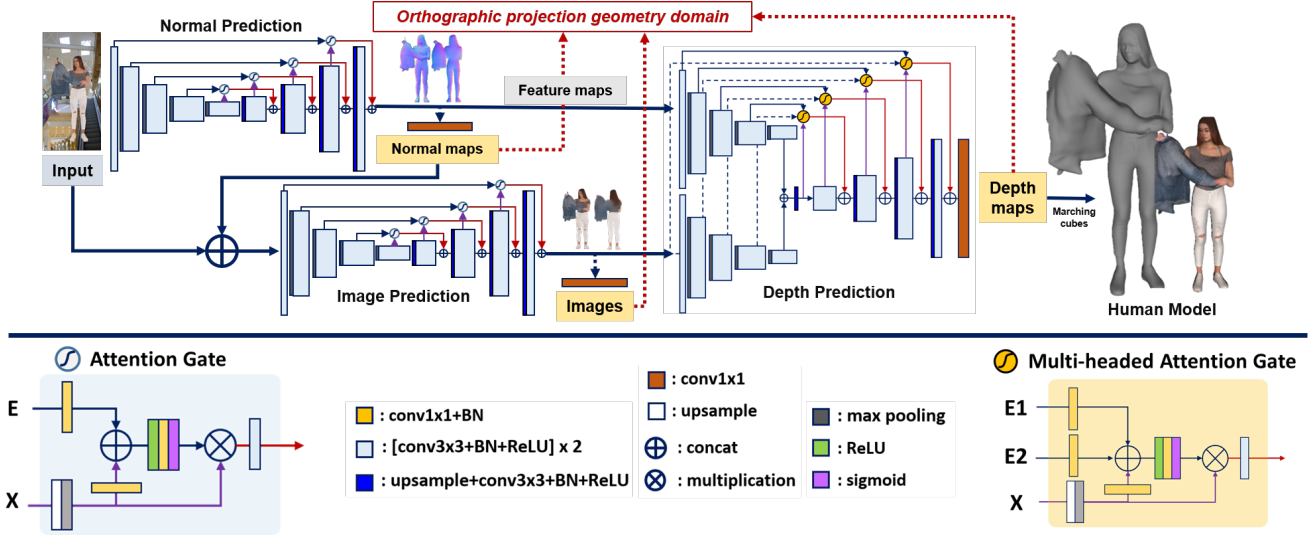 Orthographic projection geometry domain
Normal Prediction
Feature maps
Normal maps
Input
Depth
maps
Marching
cubes
Image Prediction
Images
Depth Prediction
Human Model
Attention Gate
E
X
: conv1x1+BN
: [conv3x3+BN+ReLU] x 2
: upsample+conv3x3+BN+ReLU
: conv1x1
: upsample
: concat
: multiplication
: max pooling
: ReLU
: sigmoid
Multi-headed Attention Gate
E1
E2
X